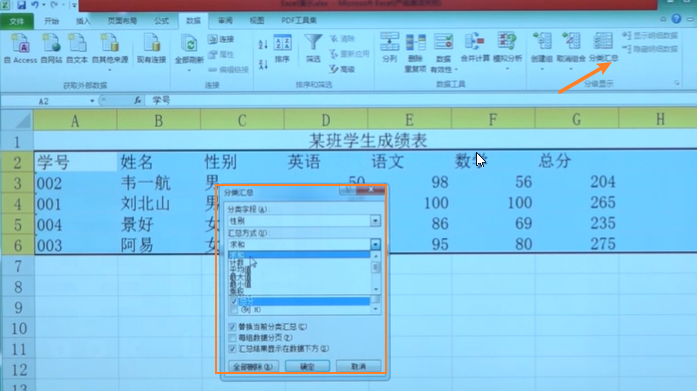 文件 开始 插入 页面布局 公式 数据 审阅 视图 PDF工具集
自 Access 自网站 自文本 自其他来源 现有连接 全部刷新 连接 属性 编辑链接 排序 筛选 清除 重新应用 高级 分列 删除重复项 数据有效性 合并计算 模拟分析 创建组 取消组合 分类汇总 显示明细数据 隐藏明细数据
获取外部数据 连接 排序和筛选 数据工具 分级显示
A2 fx 学号
A B C D E F G H
1 某班学生成绩表
2 学号 姓名 性别 英语 语文 数学 总分
3 002 韦一航 男 50 98 56 204
4 001 刘北山 男 100 100 265
5 004 景好 女 86 69 235
6 003 阿易 女 95 80 275
7
8
9
10
11
12
分类汇总
分类字段(A):
性别
汇总方式(U):
求和
求和
计数
平均值
最大值
最小值
乘积
总分
(列 H)
替换当前分类汇总(C)
每组数据分页(P)
汇总结果显示在数据下方(S)
全部删除(R) 确定 取消